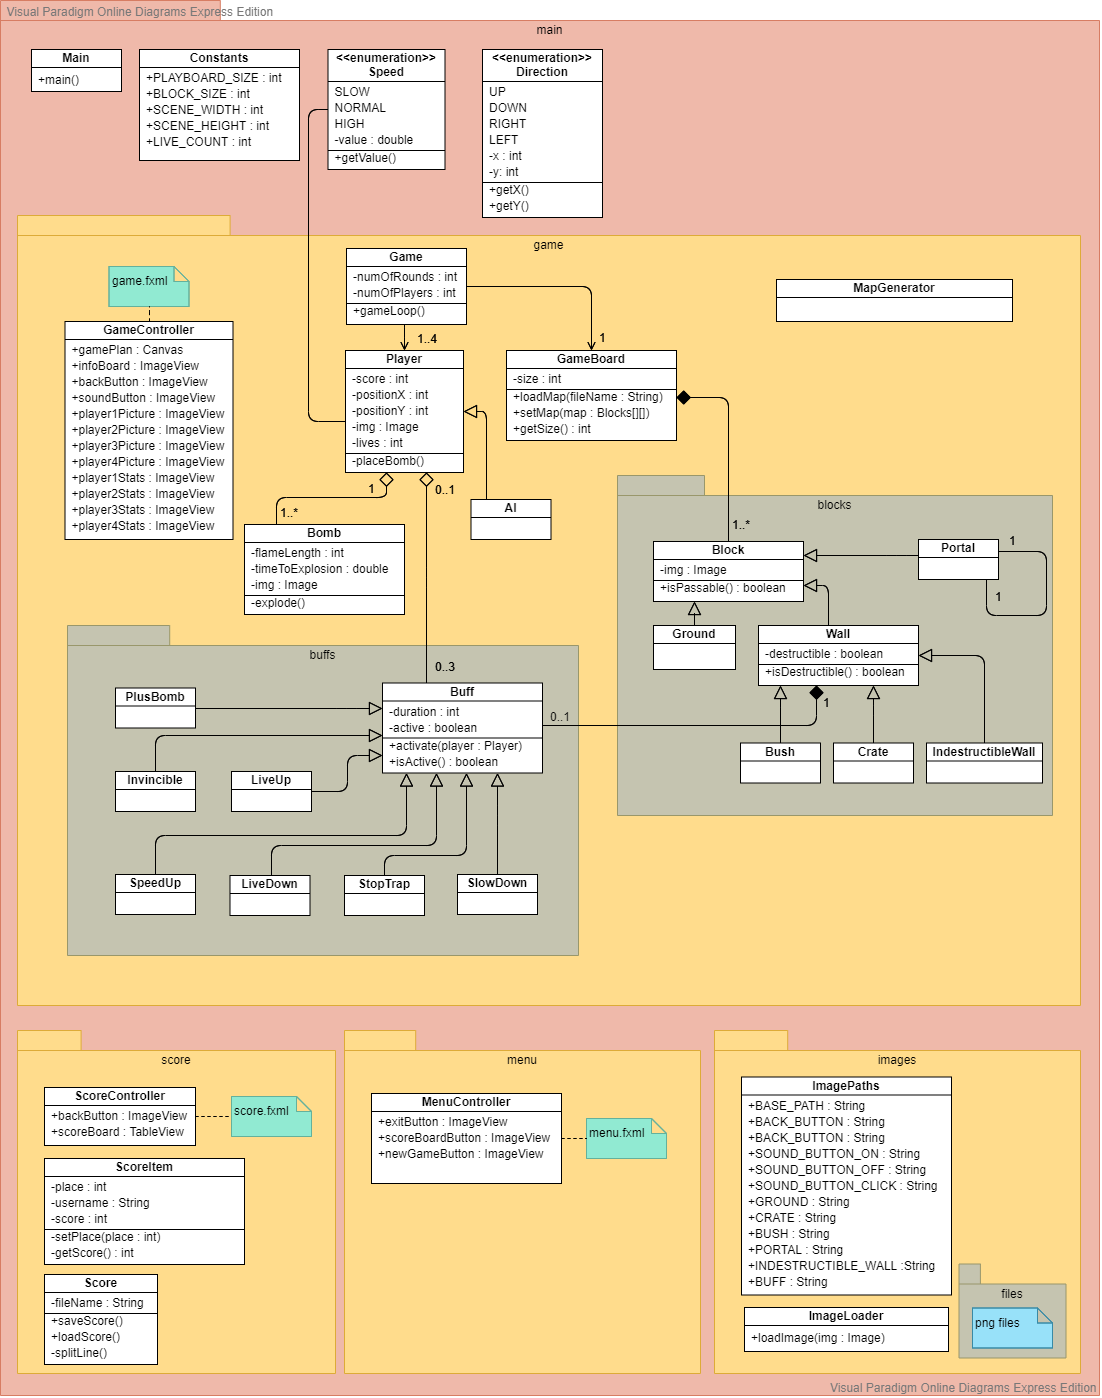 Visual Paradigm Online Diagrams Express Edition
main
Main
+main()
Constants
+PLAYBOARD_SIZE : int
+BLOCK_SIZE : int
+SCENE_WIDTH : int
+SCENE_HEIGHT : int
+LIVE_COUNT : int
<<enumeration>>
Speed
SLOW
NORMAL
HIGH
-value : double
+getValue()
<<enumeration>>
Direction
UP
DOWN
RIGHT
LEFT
-x : int
-y: int
+getX()
+getY()
game
game.fxml
GameController
+gamePlan : Canvas
+infoBoard : ImageView
+backButton : ImageView
+soundButton : ImageView
+player1Picture : ImageView
+player2Picture : ImageView
+player3Picture : ImageView
+player4Picture : ImageView
+player1Stats : ImageView
+player2Stats : ImageView
+player3Stats : ImageView
+player4Stats : ImageView
Game
-numOfRounds : int
-numOfPlayers : int
+gameLoop()
1..4
1
MapGenerator
Player
-score : int
-positionX : int
-positionY : int
-img : Image
-lives : int
-placeBomb()
GameBoard
-size : int
+loadMap(fileName : String)
+setMap(map : Blocks[][])
+getSize() : int
1
0..1
1..*
AI
Bomb
-flameLength : int
-timeToExplosion : double
-img : Image
-explode()
blocks
1..*
Block
-img : Image
+isPassable() : boolean
Portal
1
1
Ground
Wall
-destructible : boolean
+isDestructible() : boolean
1
Bush
Crate
IndestructibleWall
buffs
0..3
Buff
-duration : int
-active : boolean
+activate(player : Player)
+isActive() : boolean
0..1
PlusBomb
Invincible
LiveUp
SpeedUp
LiveDown
StopTrap
SlowDown
score
ScoreController
+backButton : ImageView
+scoreBoard : TableView
score.fxml
ScoreItem
-place : int
-username : String
-score : int
-setPlace(place : int)
-getScore() : int
Score
-fileName : String
+saveScore()
+loadScore()
-splitLine()
menu
MenuController
+exitButton : ImageView
+scoreBoardButton : ImageView
+newGameButton : ImageView
menu.fxml
images
ImagePaths
+BASE_PATH : String
+BACK_BUTTON : String
+BACK_BUTTON : String
+SOUND_BUTTON_ON : String
+SOUND_BUTTON_OFF : String
+SOUND_BUTTON_CLICK : String
+GROUND : String
+CRATE : String
+BUSH : String
+PORTAL : String
+INDESTRUCTIBLE_WALL :String
+BUFF : String
ImageLoader
+loadImage(img : Image)
files
png files
Visual Paradigm Online Diagrams Express Edition